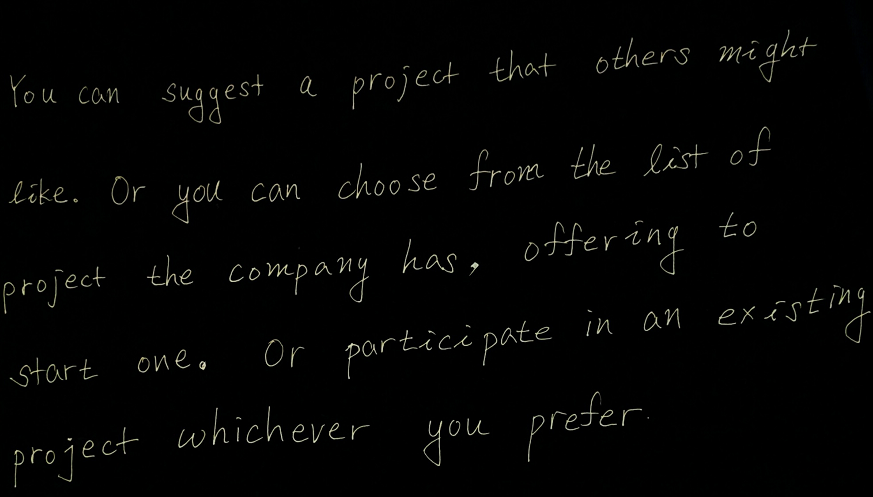 You can suggest a project that others might
like. Or you can choose from the list of
project the company has, offering to
start one. Or participate in an existing
project whichever you prefer.